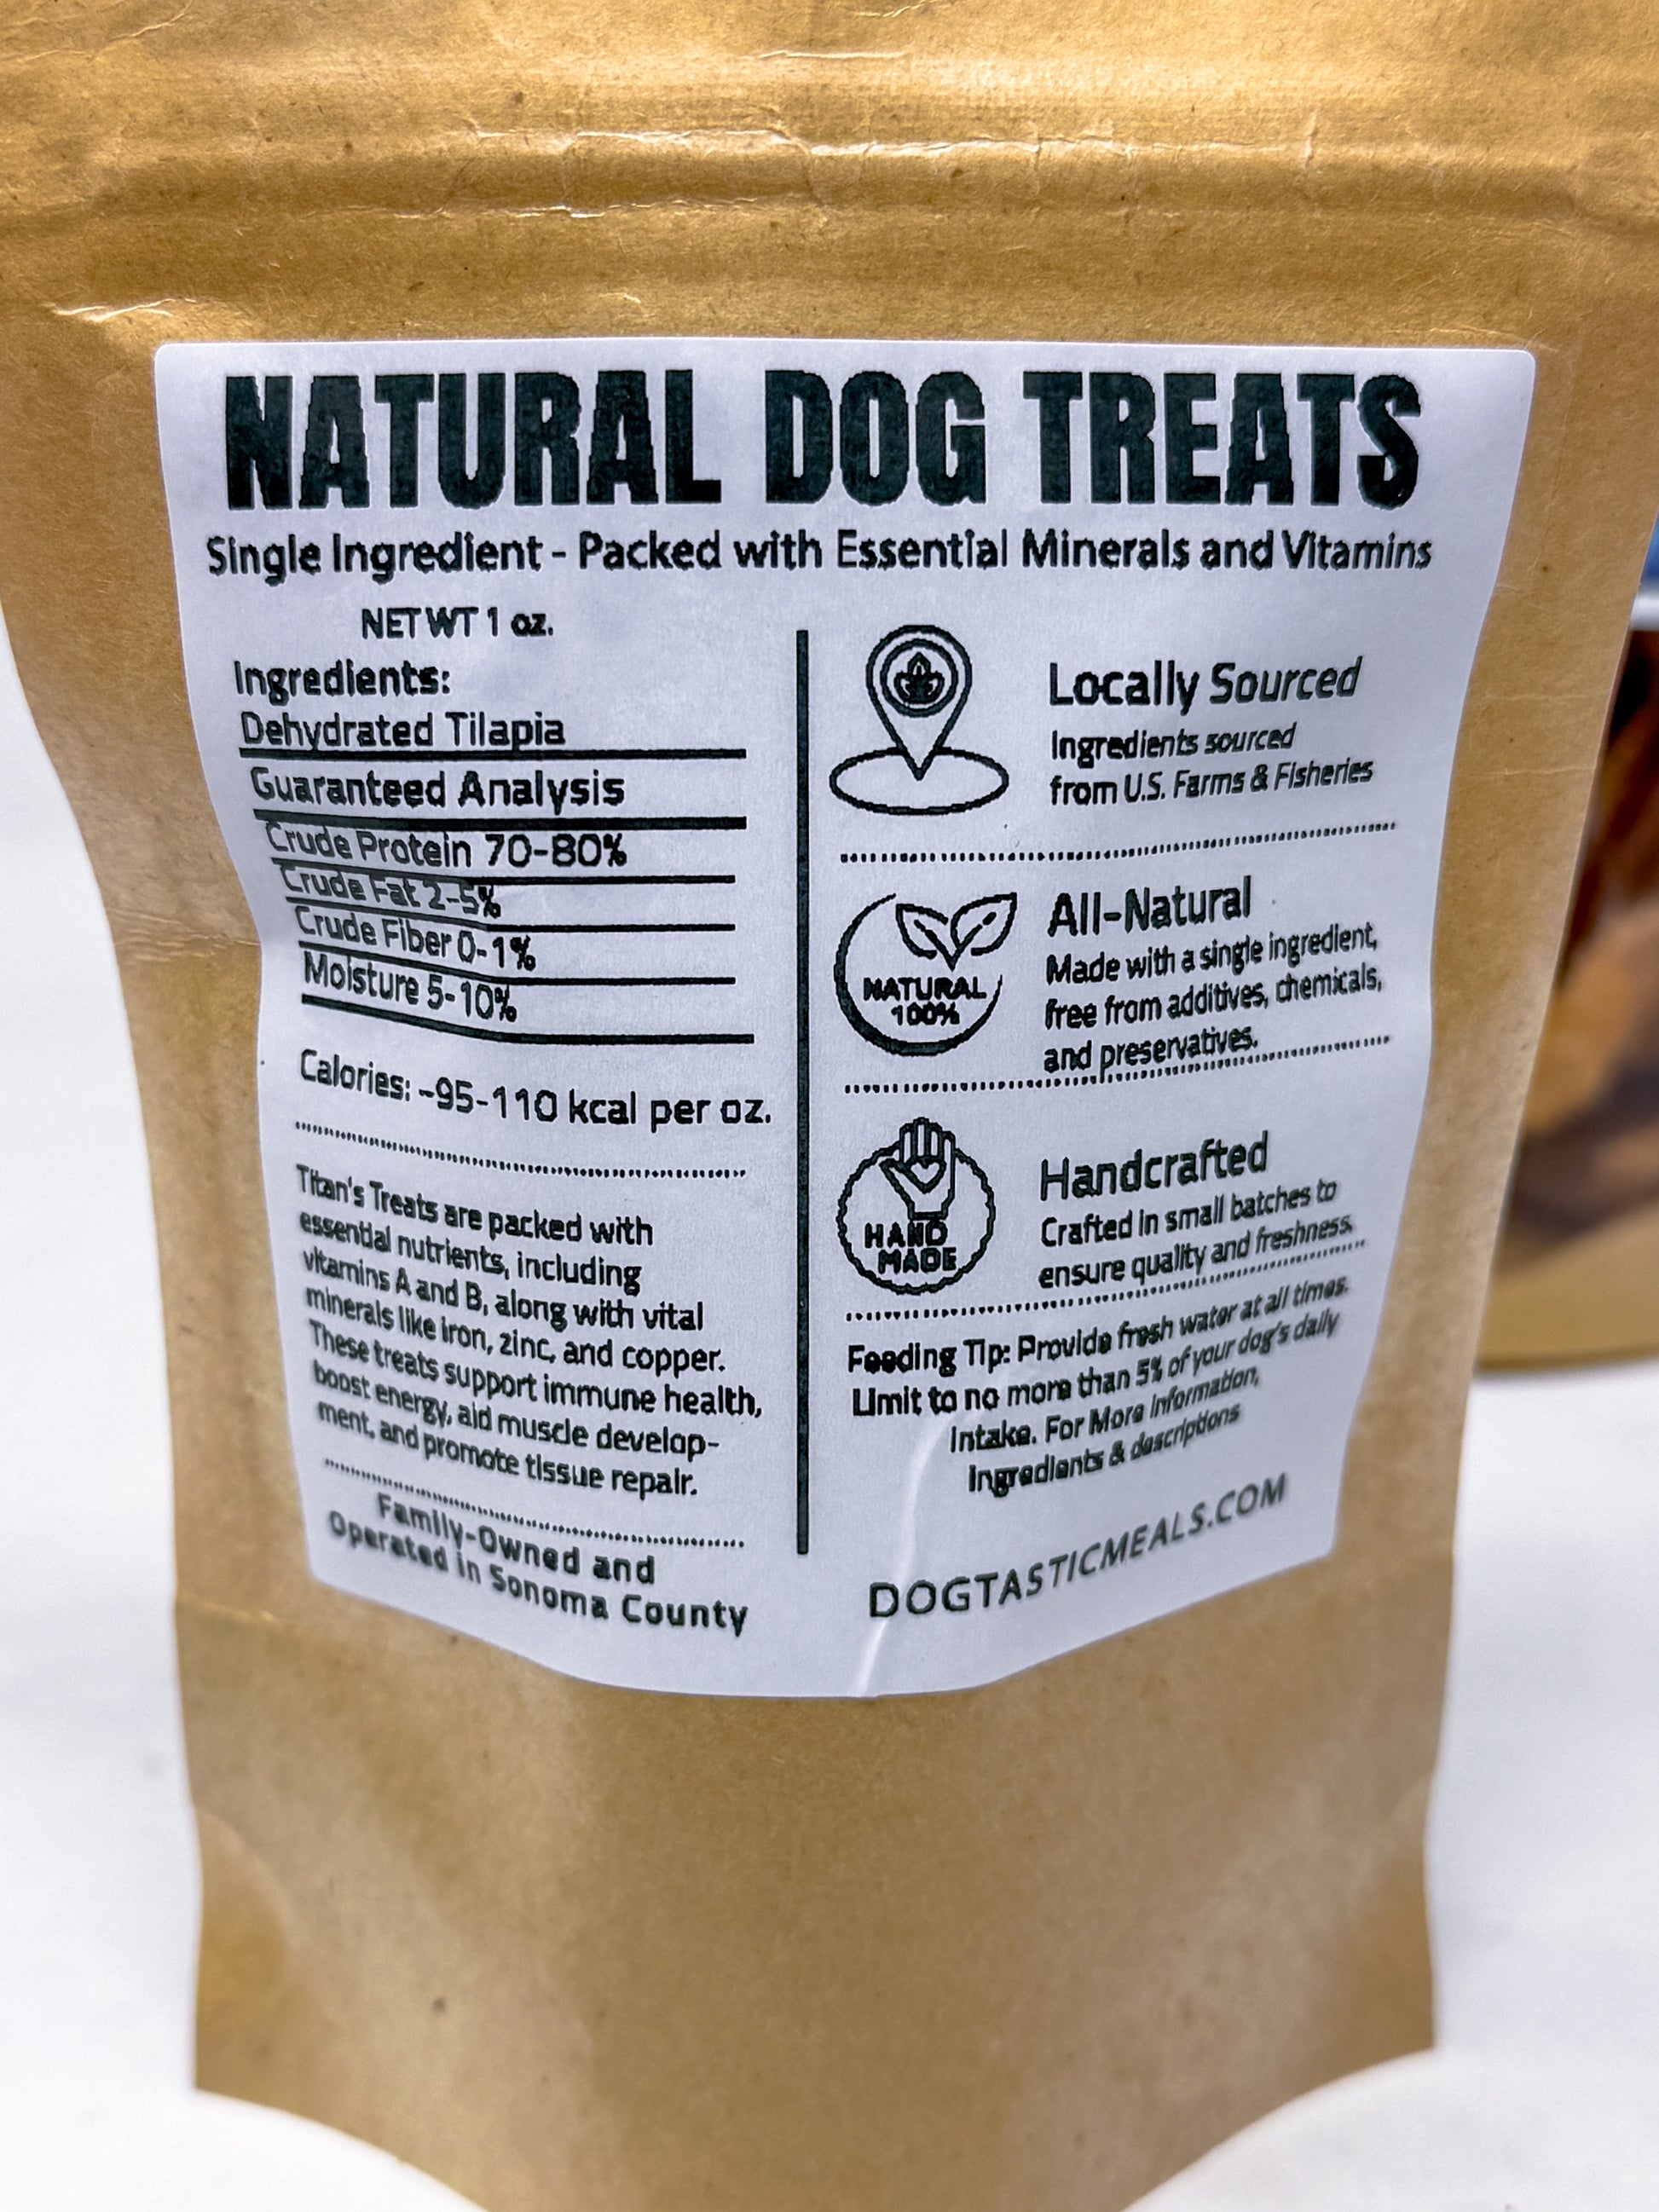 NATURAL DOG TREATS
Single Ingredient - Packed with Essential Minerals and Vitamins
NET WT 1 oz.
Ingredients:
Dehydrated Tilapia
Guaranteed Analysis
Crude Protein 70-80%
Crude Fat 2-5%
Crude Fiber 0-1%
Moisture 5-10%
Calories: ~95-110 kcal per oz.
Titan's Treats are packed with
essential nutrients, including
vitamins A and B, along with vital
minerals like iron, zinc, and copper.
These treats support immune health,
boost energy, aid muscle develop-
ment, and promote tissue repair.
Family-Owned and
Operated in Sonoma County
Locally Sourced
Ingredients sourced
from U.S. Farms & Fisheries
NATURAL
100%
All-Natural
Made with a single ingredient,
free from additives, chemicals,
and preservatives.
HAND
MADE
Handcrafted
Crafted in small batches to
ensure quality and freshness.
Feeding Tip: Provide fresh water at all times.
Limit to no more than 5% of your dog's daily
intake. For More Information,
ingredients & descriptions
DOGTASTICMEALS.COM